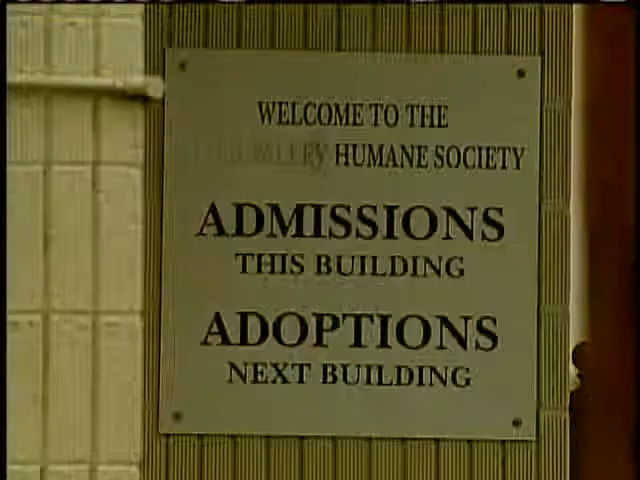 WELCOME TO THE
HUMANE SOCIETY
ADMISSIONS
THIS BUILDING
ADOPTIONS
NEXT BUILDING